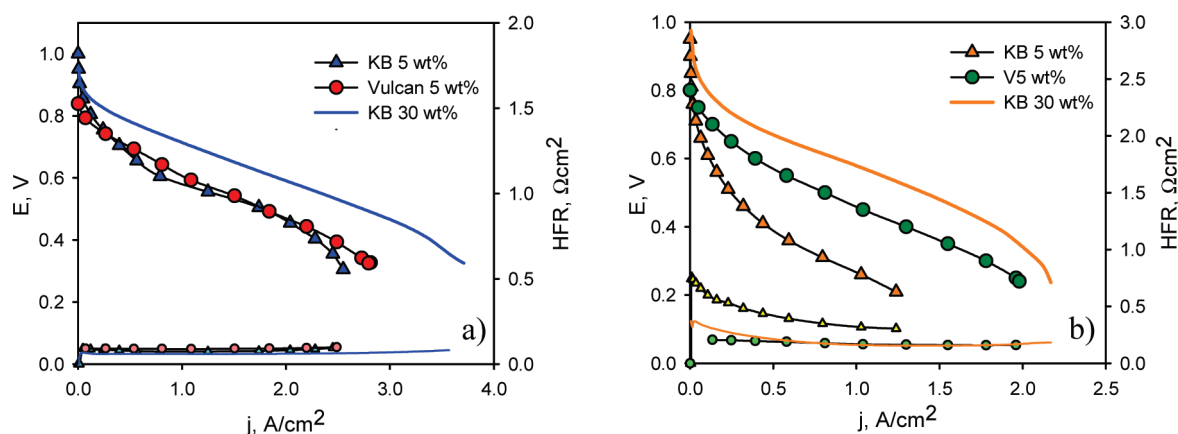 1.0
0.8
0.6
0.4
0.2
0.0
E, V
0.0 1.0 2.0 3.0 4.0
j, A/cm2
2.0
1.5
1.0
0.5
0.0
HFR, Ωcm2
KB 5 wt%
Vulcan 5 wt%
KB 30 wt%
a)
1.0
0.8
0.6
0.4
0.2
0.0
E, V
0.0 0.5 1.0 1.5 2.0 2.5
j, A/cm2
3.0
2.5
2.0
1.5
1.0
0.5
0.0
HFR, Ωcm2
KB 5 wt%
V5 wt%
KB 30 wt%
b)